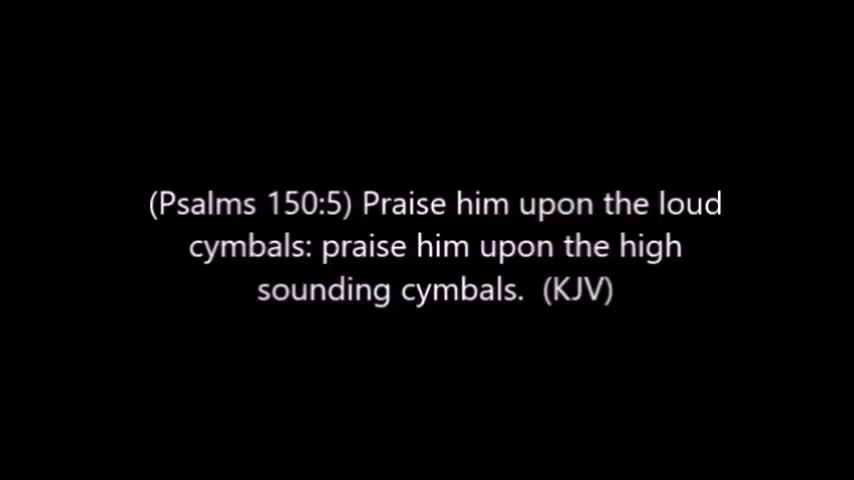 (Psalms 150:5) Praise him upon the loud
cymbals: praise him upon the high
sounding cymbals.  (KJV)